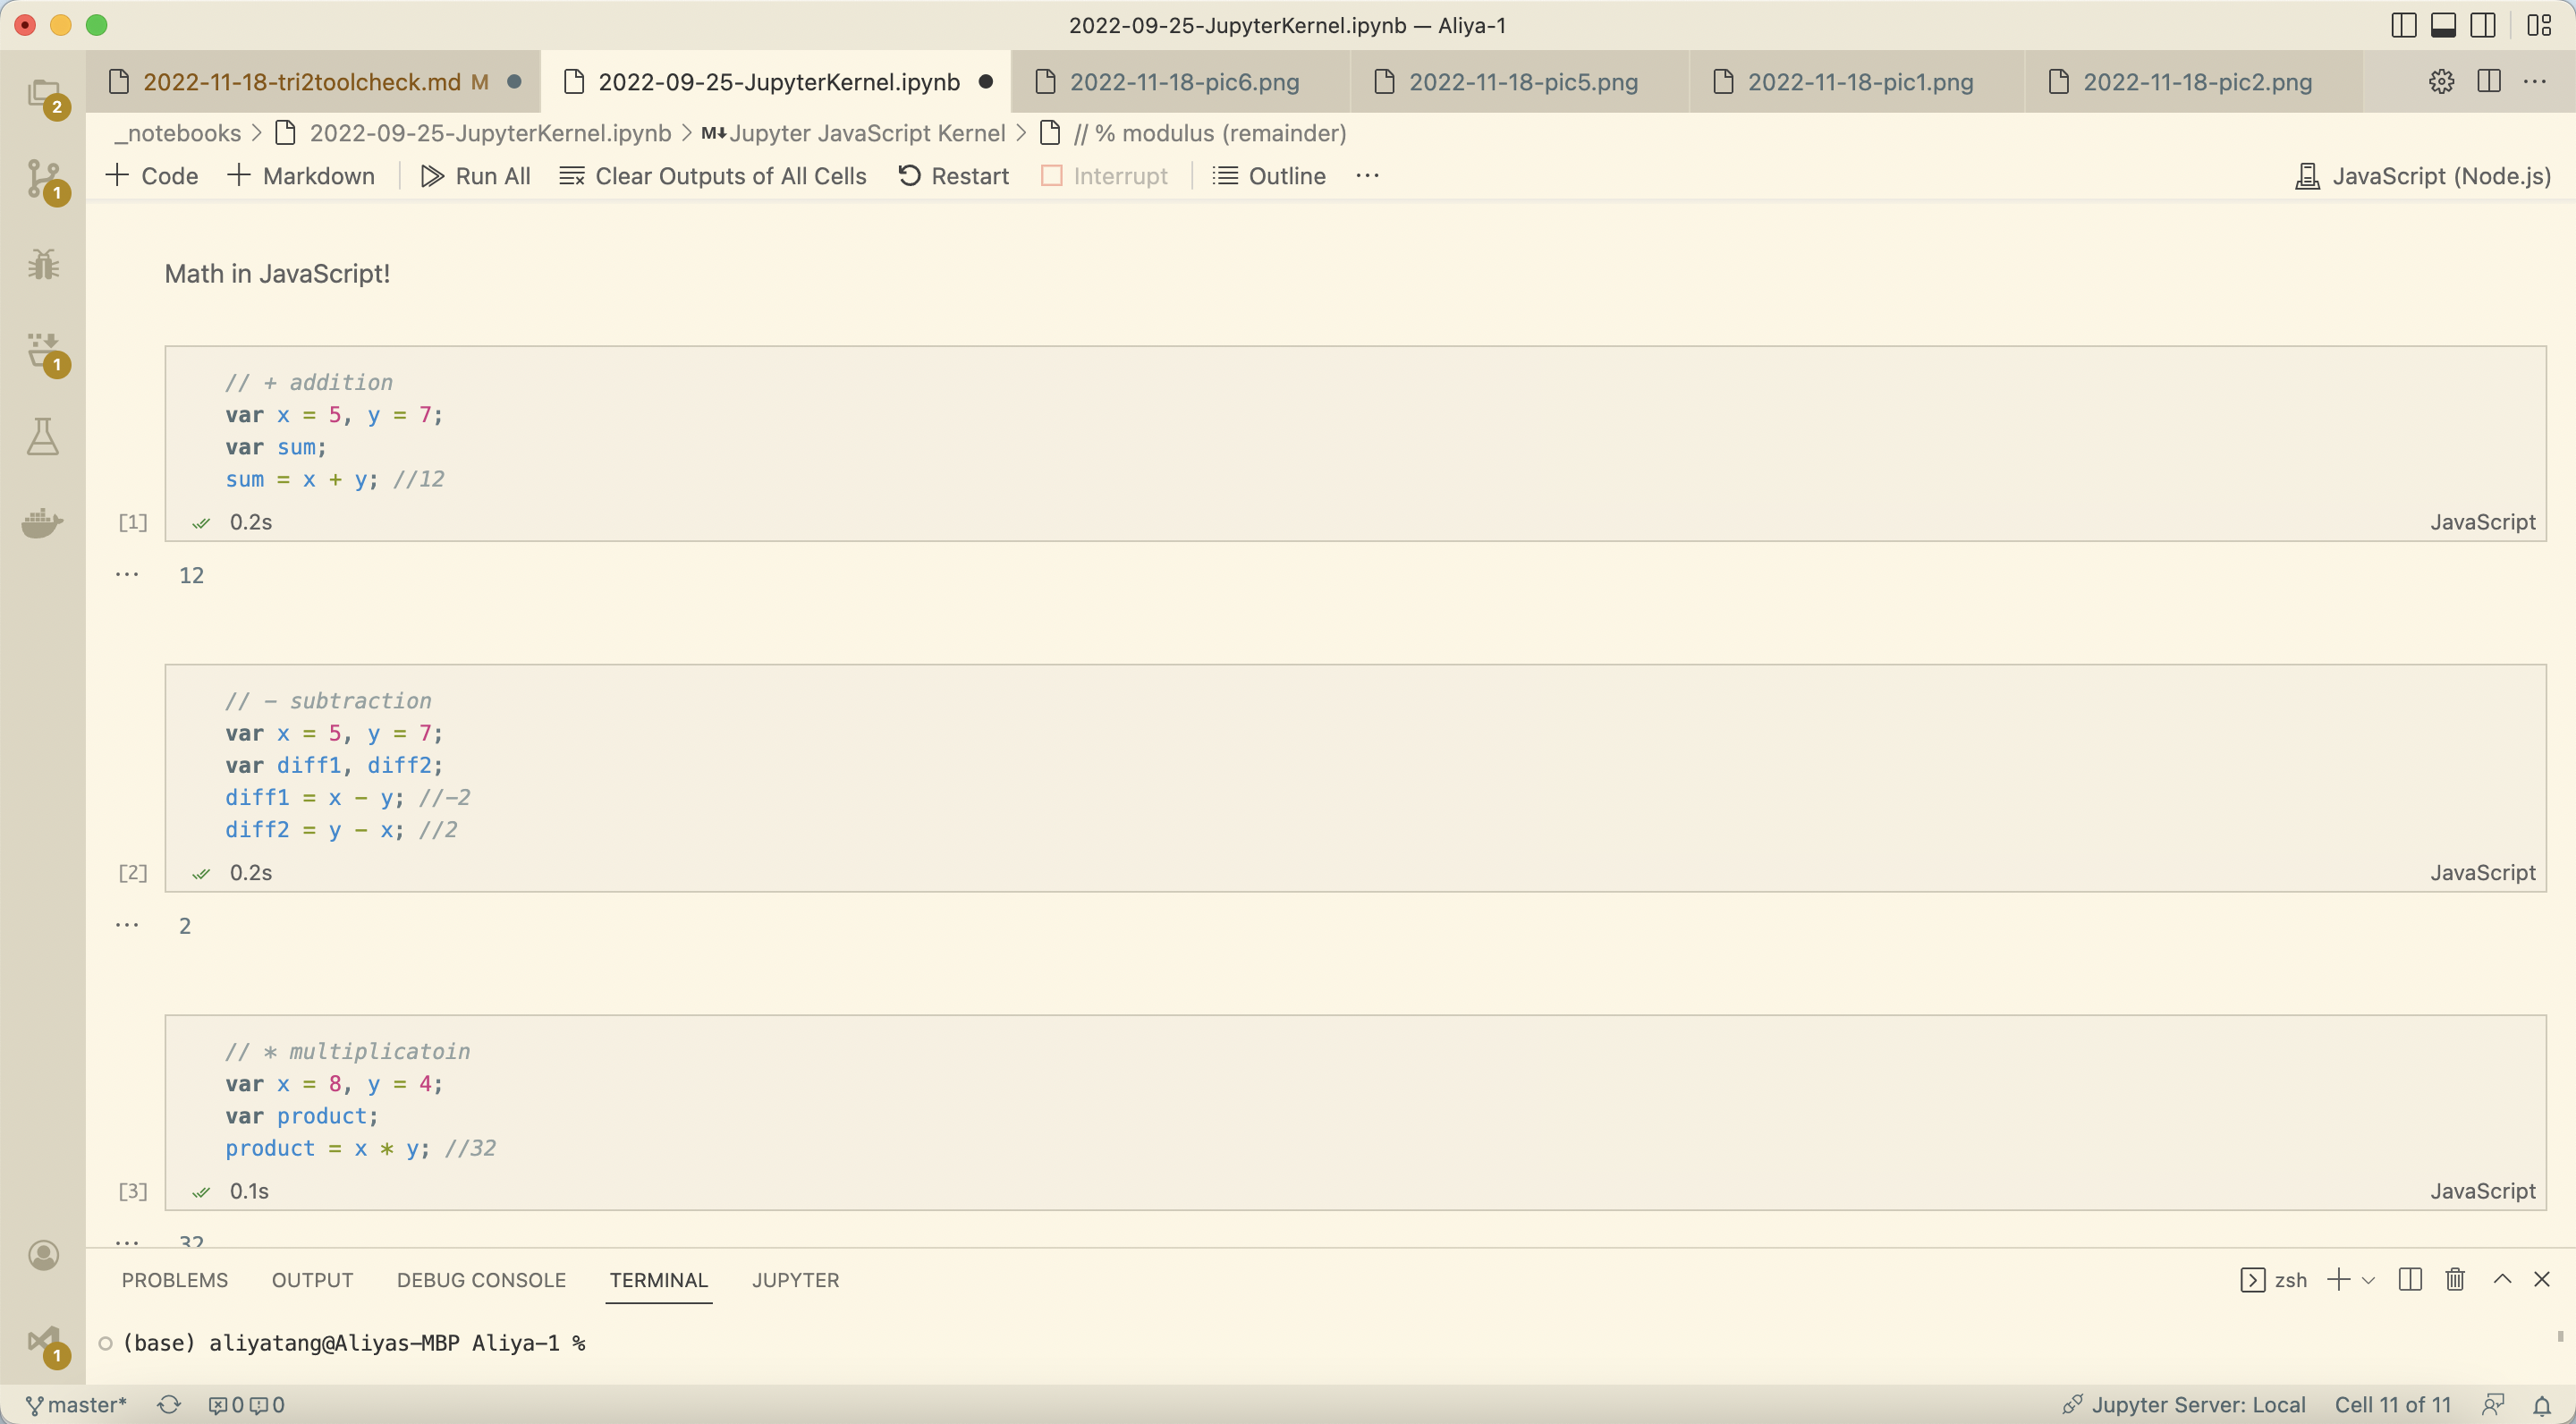 2022-09-25-JupyterKernel.ipynb — Aliya-1
2022-11-18-tri2toolcheck.md M
2022-09-25-JupyterKernel.ipynb
2022-11-18-pic6.png
2022-11-18-pic5.png
2022-11-18-pic1.png
2022-11-18-pic2.png
_notebooks > 2022-09-25-JupyterKernel.ipynb > M↓ Jupyter JavaScript Kernel > // % modulus (remainder)
+ Code + Markdown Run All Clear Outputs of All Cells Restart Interrupt Outline ... JavaScript (Node.js)
2
1
1
1
Math in JavaScript!
// + addition
var x = 5, y = 7;
var sum;
sum = x + y; //12
[1] 0.2s JavaScript
... 12
// - subtraction
var x = 5, y = 7;
var diff1, diff2;
diff1 = x - y; //-2
diff2 = y - x; //2
[2] 0.2s JavaScript
... 2
// * multiplicatoin
var x = 8, y = 4;
var product;
product = x * y; //32
[3] 0.1s JavaScript
... 32
PROBLEMS OUTPUT DEBUG CONSOLE TERMINAL JUPYTER zsh
(base) aliyatang@Aliyas-MBP Aliya-1 %
master* 0 0 Jupyter Server: Local Cell 11 of 11